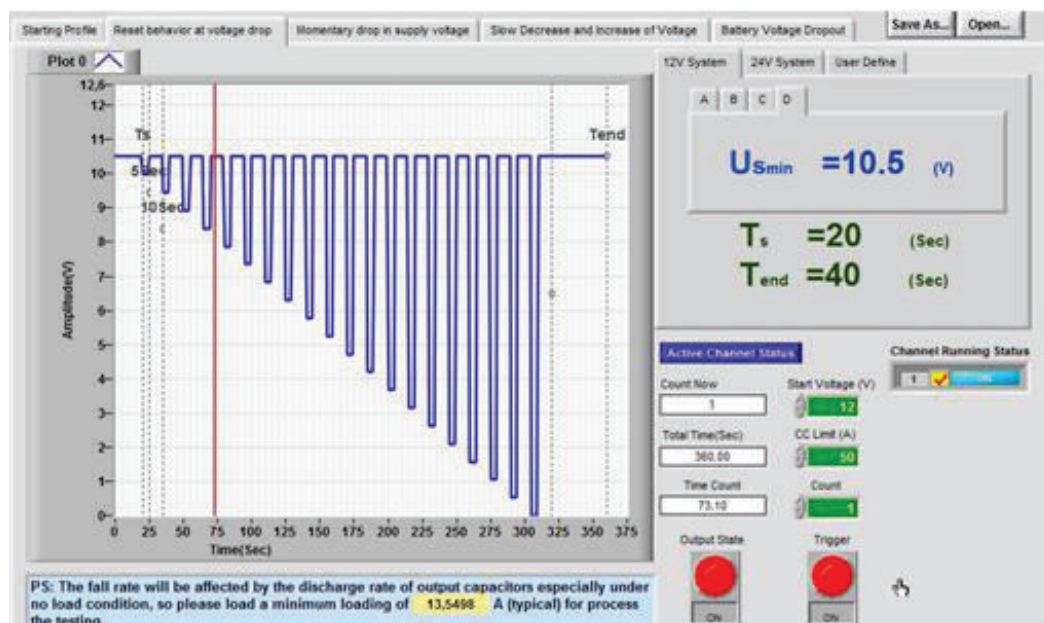 Starting Profile
Reset behavior at voltage drop
Momentary drop in supply voltage
Slow Decrease and Increase of Voltage
Battery Voltage Dropout
Save As...
Open...
Plot 0
12,6
12
11
10
9
8
7
6
5
4
3
2
1
0
Amplitude(V)
Ts
5Sec
10Sec
Tend
0 25 50 75 100 125 150 175 200 225 250 275 300 325 350 375
Time(Sec)
12V System
24V System
User Define
A B C D
Usmin =10.5 (V)
Ts =20 (Sec)
Tend =40 (Sec)
Active Channel Status
Channel Running Status
1 ON
Count Now
1
Start Voltage (V)
12
Total Time(Sec)
360.00
CC Limit (A)
50
Time Count
73,10
Count
1
Output State
ON
Trigger
ON
PS: The fall rate will be affected by the discharge rate of output capacitors especially under
no load condition, so please load a minimum loading of 13,5498 A (typical) for process
the testing